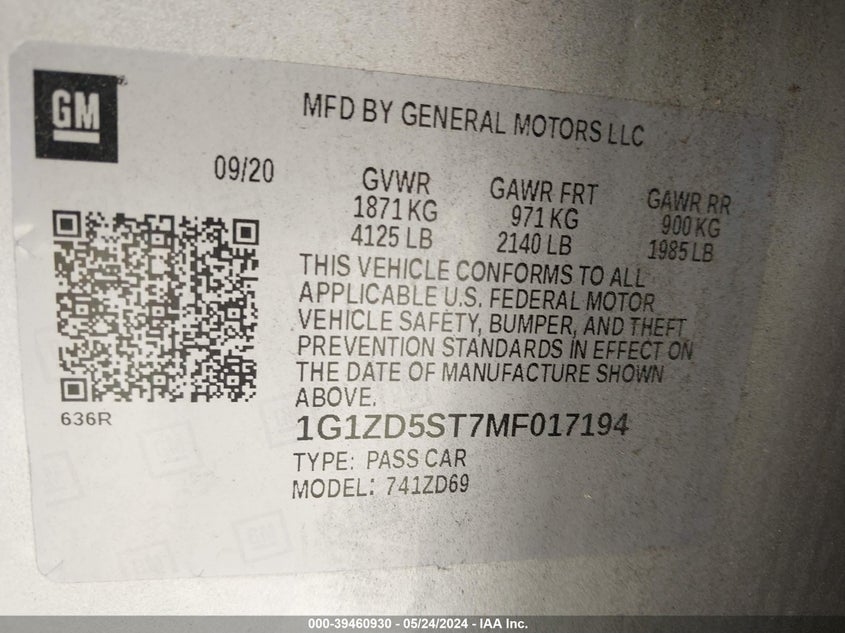 GM
MFD BY GENERAL MOTORS LLC
09/20
GVWR GAWR FRT GAWR RR
1871 KG 971 KG 900 KG
4125 LB 2140 LB 1985 LB
THIS VEHICLE CONFORMS TO ALL
APPLICABLE U.S. FEDERAL MOTOR
VEHICLE SAFETY, BUMPER, AND THEFT
PREVENTION STANDARDS IN EFFECT ON
THE DATE OF MANUFACTURE SHOWN
ABOVE.
636R
1G1ZD5ST7MF017194
TYPE: PASS CAR
MODEL: 741ZD69
000-39460930 - 05/24/2024 - IAA Inc.